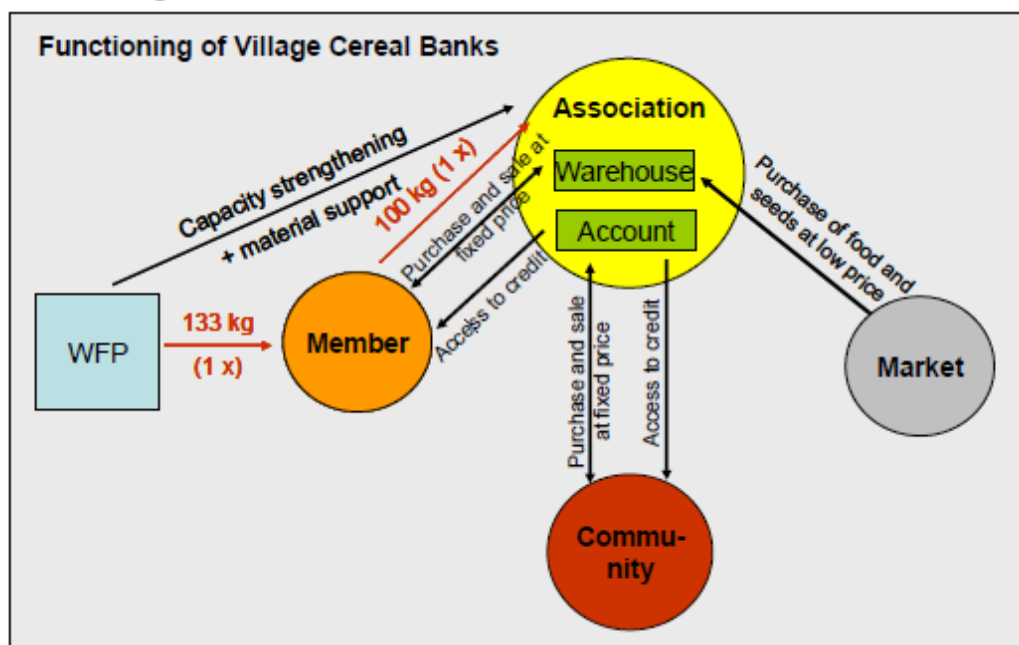 Functioning of Village Cereal Banks
Association
Warehouse
Account
Capacity strengthening
+ material support
100 kg (1 x)
Purchase and sale at
fixed price
Access to credit
Purchase of food and
seeds at low price
WFP
133 kg
(1 x)
Member
Market
Purchase and sale
at fixed price
Access to credit
Commu-
nity